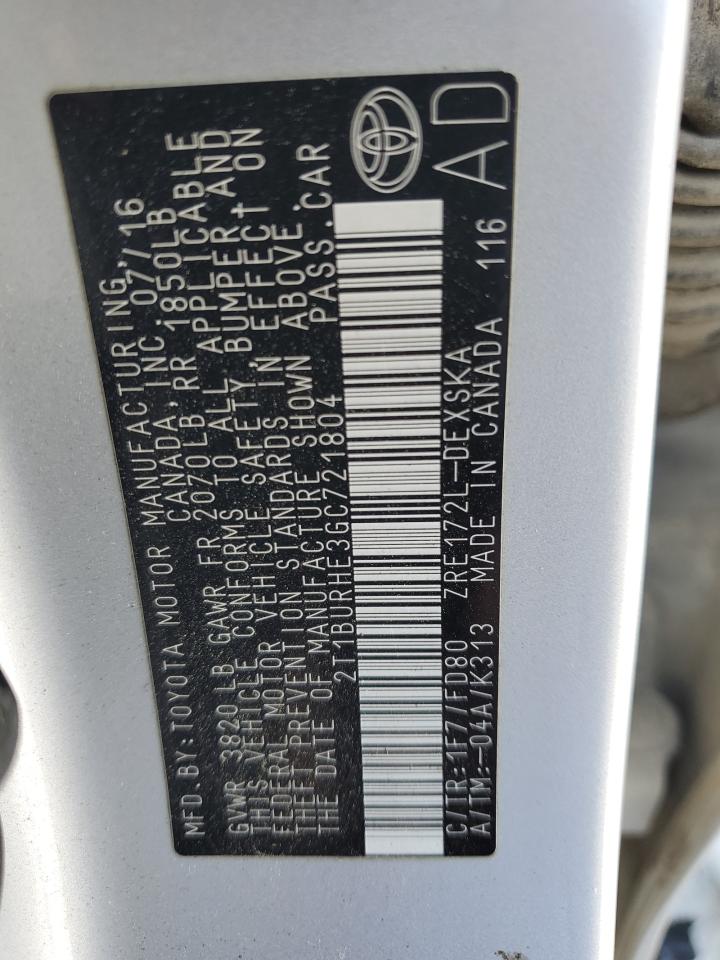 MFD.BY:TOYOTA MOTOR MANUFACTURING,
CANADA,INC. 07/16
GVWR 3820LB GAWR FR 2070LB, RR 1850LB
THIS VEHICLE CONFORMS TO ALL APPLICABLE
FEDERAL MOTOR VEHICLE SAFETY, BUMPER AND
THEFT PREVENTION STANDARDS IN EFFECT ON
THE DATE OF MANUFACTURE SHOWN ABOVE.
2T1BURHE3GC721804 PASS.CAR
C/TR:1F7/FD80 ZRE172L-DEXSKA
A/TM:-04A/K313 MADE IN CANADA 116
AD